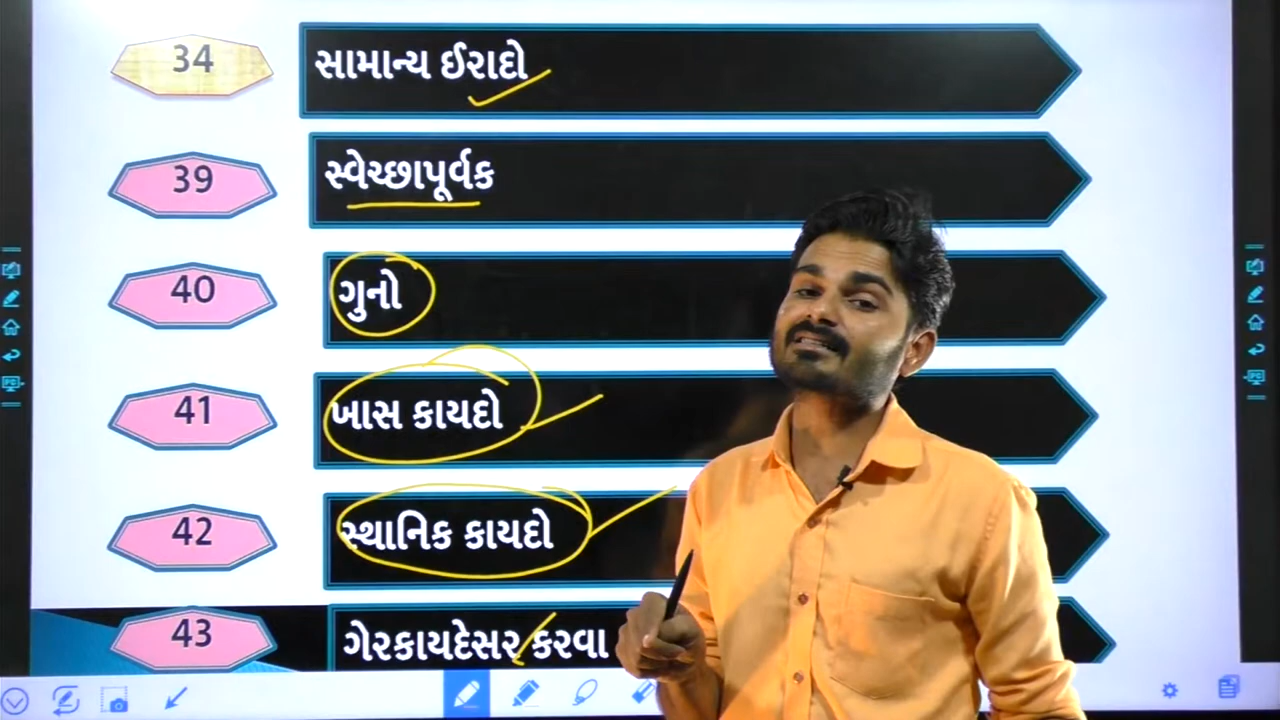 34 સામાન્ય ઈરાદો
39 સ્વેચ્છાપૂર્વક
40 ગુનો
41 ખાસ કાયદો
42 સ્થાનિક કાયદો
43 ગેરકાયદેસર કરવા